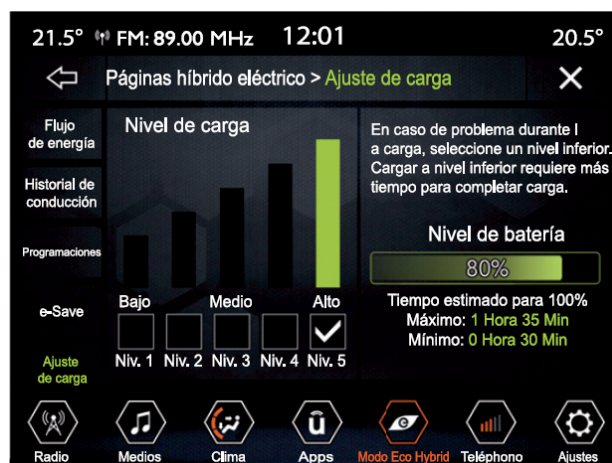 21.5° FM: 89.00 MHz 12:01 20.5°
Páginas híbrido eléctrico > Ajuste de carga
Flujo
de energía
Historial de
conducción
Programaciones
e-Save
Ajuste
de carga
Nivel de carga
Bajo Medio Alto
Niv. 1 Niv. 2 Niv. 3 Niv. 4 Niv. 5
En caso de problema durante l
a carga, seleccione un nivel inferior.
Cargar a nivel inferior requiere más
tiempo para completar carga.
Nivel de batería
80%
Tiempo estimado para 100%
Máximo: 1 Hora 35 Min
Mínimo: 0 Hora 30 Min
Radio Medios Clima Apps Modo Eco Hybrid Teléphono Ajustes